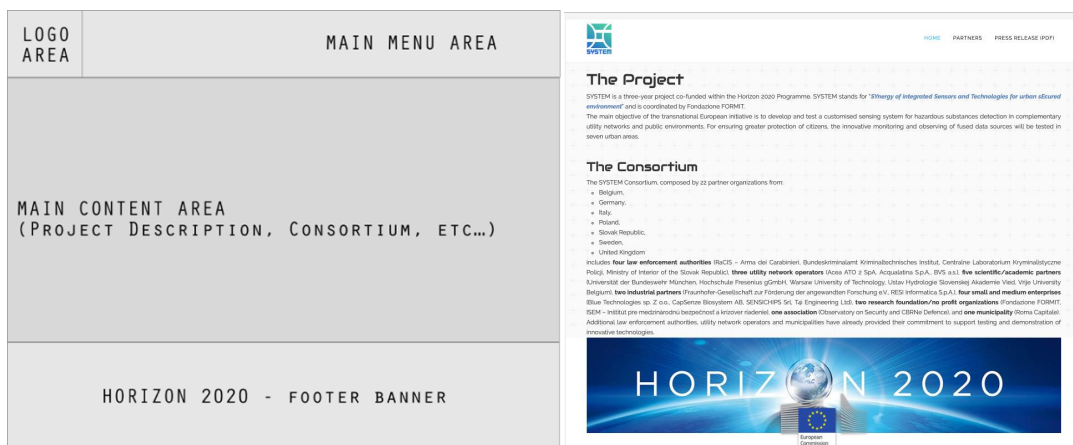 LOGO
AREA
MAIN MENU AREA
MAIN CONTENT AREA
(PROJECT DESCRIPTION, CONSORTIUM, ETC…)
HORIZON 2020 - FOOTER BANNER
SYSTEM
HOME PARTNERS PRESS RELEASE (PDF)
The Project
SYSTEM is a three-year project co-funded within the Horizon 2020 Programme. SYSTEM stands for "SYnergy of integrated Sensors and Technologies for urban sEcured
environment" and is coordinated by Fondazione FORMIT.
The main objective of the transnational European initiative is to develop and test a customised sensing system for hazardous substances detection in complementary
utility networks and public environments. For ensuring greater protection of citizens, the innovative monitoring and observing of fused data sources will be tested in
seven urban areas.
The Consortium
The SYSTEM Consortium, composed by 22 partner organizations from:
Belgium,
Germany,
Italy,
Poland,
Slovak Republic,
Sweden,
United Kingdom
includes four law enforcement authorities (RaCIS – Arma dei Carabinieri, Bundeskriminalamt Kriminaltechnisches Institut, Centralne Laboratorium Kryminalistyczne
Policji, Ministry of Interior of the Slovak Republic), three utility network operators (Acea ATO 2 SpA, Acqualatina S.p.A., BVS a.s.), five scientific/academic partners
(Universität der Bundeswehr München, Hochschule Fresenius gGmbH, Warsaw University of Technology, Ustav Hydrologie Slovenskej Akademie Vied, Vrije University
Belgium), two industrial partners (Fraunhofer-Gesellschaft zur Förderung der angewandten Forschung e.V., RESI Informatica S.p.A.), four small and medium enterprises
(Blue Technologies sp. Z o.o., CapSenze Biosystem AB, SENSICHIPS Srl, T4i Engineering Ltd), two research foundation/no profit organizations (Fondazione FORMIT,
ISEM – Inštitút pre medzinárodnú bezpečnosť a krízové riadenie), one association (Observatory on Security and CBRNe Defence), and one municipality (Roma Capitale).
Additional law enforcement authorities, utility network operators and municipalities have already provided their commitment to support testing and demonstration of
innovative technologies.
HORIZON 2020
European
Commission